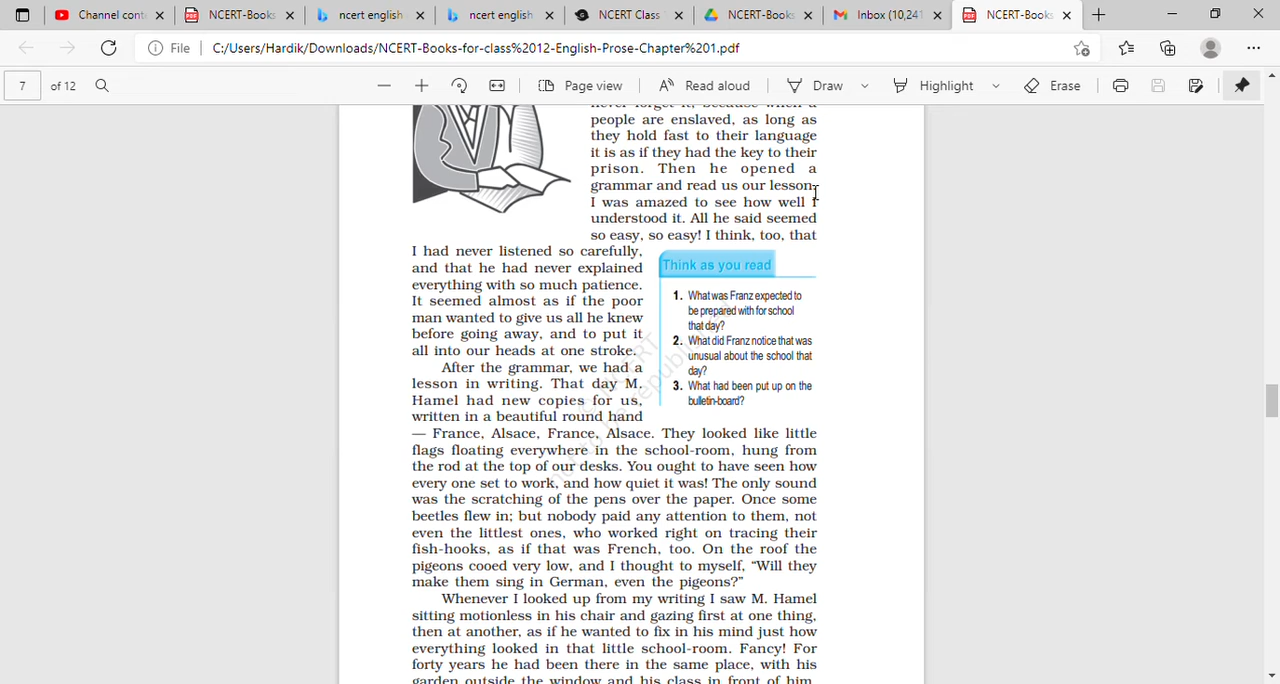 Channel cont
NCERT-Books
ncert english
ncert english
NCERT Class
NCERT-Books
Inbox (10,241
NCERT-Books
File
C:/Users/Hardik/Downloads/NCERT-Books-for-class%2012-English-Prose-Chapter%201.pdf
7 of 12
Page view
Read aloud
Draw
Highlight
Erase
never forget it, because when a
people are enslaved, as long as
they hold fast to their language
it is as if they had the key to their
prison. Then he opened a
grammar and read us our lesson.
I was amazed to see how well I
understood it. All he said seemed
so easy, so easy! I think, too, that
I had never listened so carefully,
and that he had never explained
everything with so much patience.
It seemed almost as if the poor
man wanted to give us all he knew
before going away, and to put it
all into our heads at one stroke.
Think as you read
1. What was Franz expected to
be prepared with for school
that day?
2. What did Franz notice that was
unusual about the school that
day?
3. What had been put up on the
bulletin-board?
After the grammar, we had a
lesson in writing. That day M.
Hamel had new copies for us,
written in a beautiful round hand
— France, Alsace, France, Alsace. They looked like little
flags floating everywhere in the school-room, hung from
the rod at the top of our desks. You ought to have seen how
every one set to work, and how quiet it was! The only sound
was the scratching of the pens over the paper. Once some
beetles flew in; but nobody paid any attention to them, not
even the littlest ones, who worked right on tracing their
fish-hooks, as if that was French, too. On the roof the
pigeons cooed very low, and I thought to myself, “Will they
make them sing in German, even the pigeons?”
Whenever I looked up from my writing I saw M. Hamel
sitting motionless in his chair and gazing first at one thing,
then at another, as if he wanted to fix in his mind just how
everything looked in that little school-room. Fancy! For
forty years he had been there in the same place, with his
garden outside the window and his class in front of him,